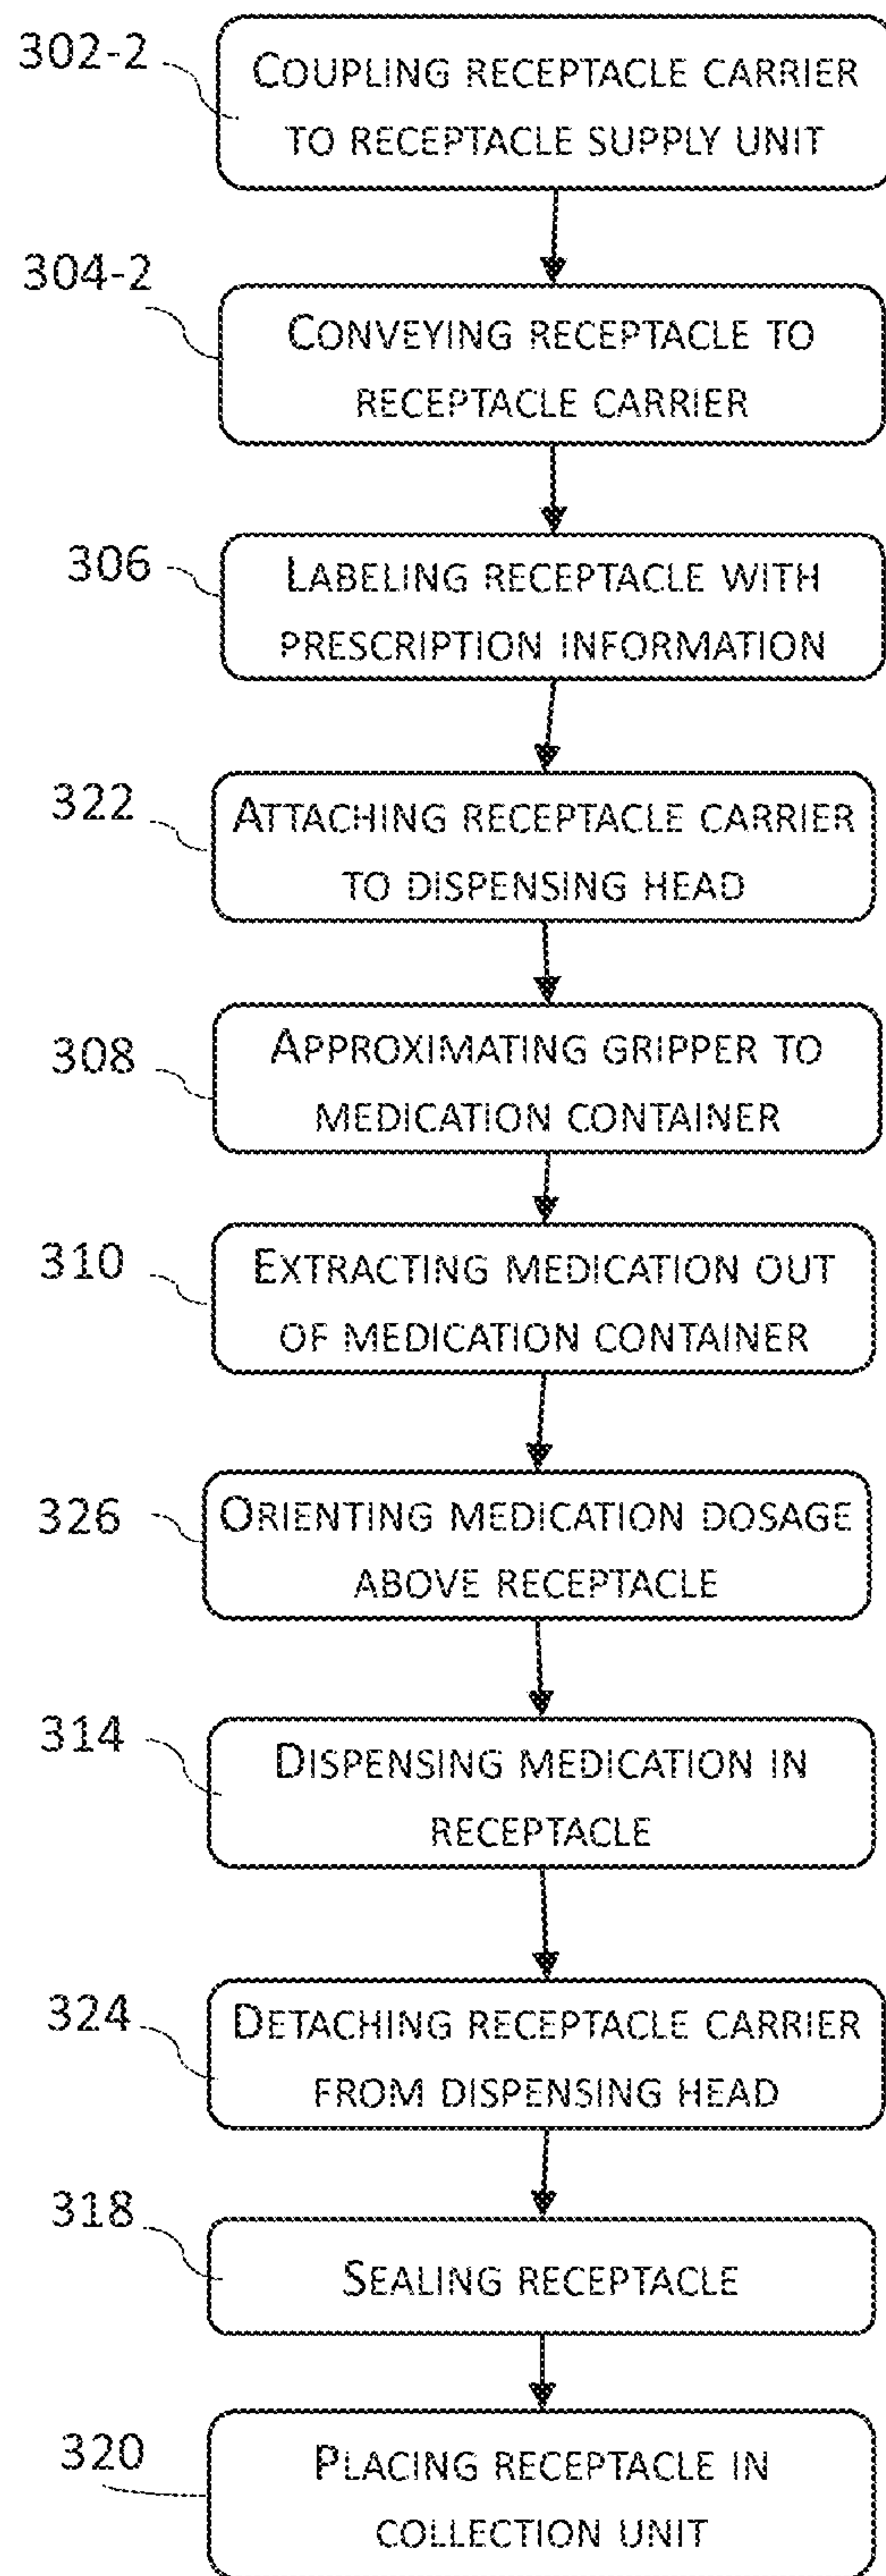 302-2
COUPLING RECEPTACLE CARRIER
TO RECEPTACLE SUPPLY UNIT
304-2
CONVEYING RECEPTACLE TO
RECEPTACLE CARRIER
306
LABELING RECEPTACLE WITH
PRESCRIPTION INFORMATION
322
ATTACHING RECEPTACLE CARRIER
TO DISPENSING HEAD
308
APPROXIMATING GRIPPER TO
MEDICATION CONTAINER
310
EXTRACTING MEDICATION OUT
OF MEDICATION CONTAINER
326
ORIENTING MEDICATION DOSAGE
ABOVE RECEPTACLE
314
DISPENSING MEDICATION IN
RECEPTACLE
324
DETACHING RECEPTACLE CARRIER
FROM DISPENSING HEAD
318
SEALING RECEPTACLE
320
PLACING RECEPTACLE IN
COLLECTION UNIT